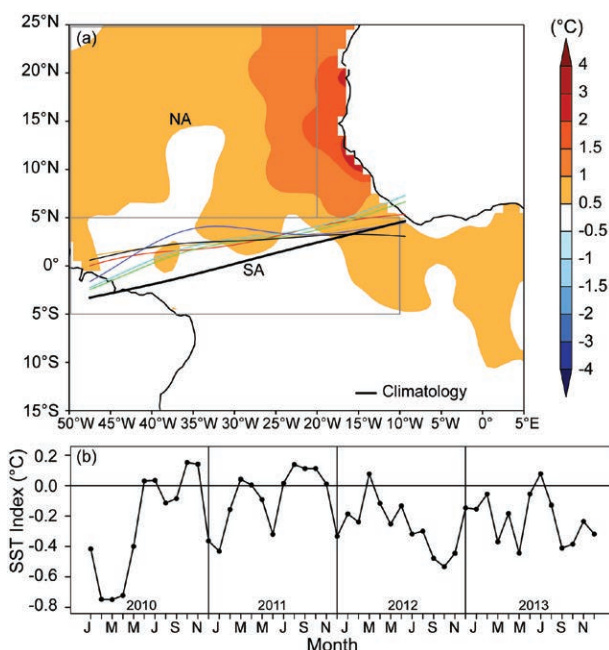 (°C)
25°N
(a)
20°N
15°N
NA
10°N
5°N
0°
SA
5°S
10°S
Climatology
15°S
50°W 45°W 40°W 35°W 30°W 25°W 20°W 15°W 10°W 5°W 0° 5°E
4
3
2
1.5
1
0.5
-0.5
-1
-1.5
-2
-3
-4
(b)
SST Index (°C)
0.2
0.0
-0.2
-0.4
-0.6
-0.8
2010 2011 2012 2013
J M M J S N J M M J S N J M M J S N J M M J S N
Month